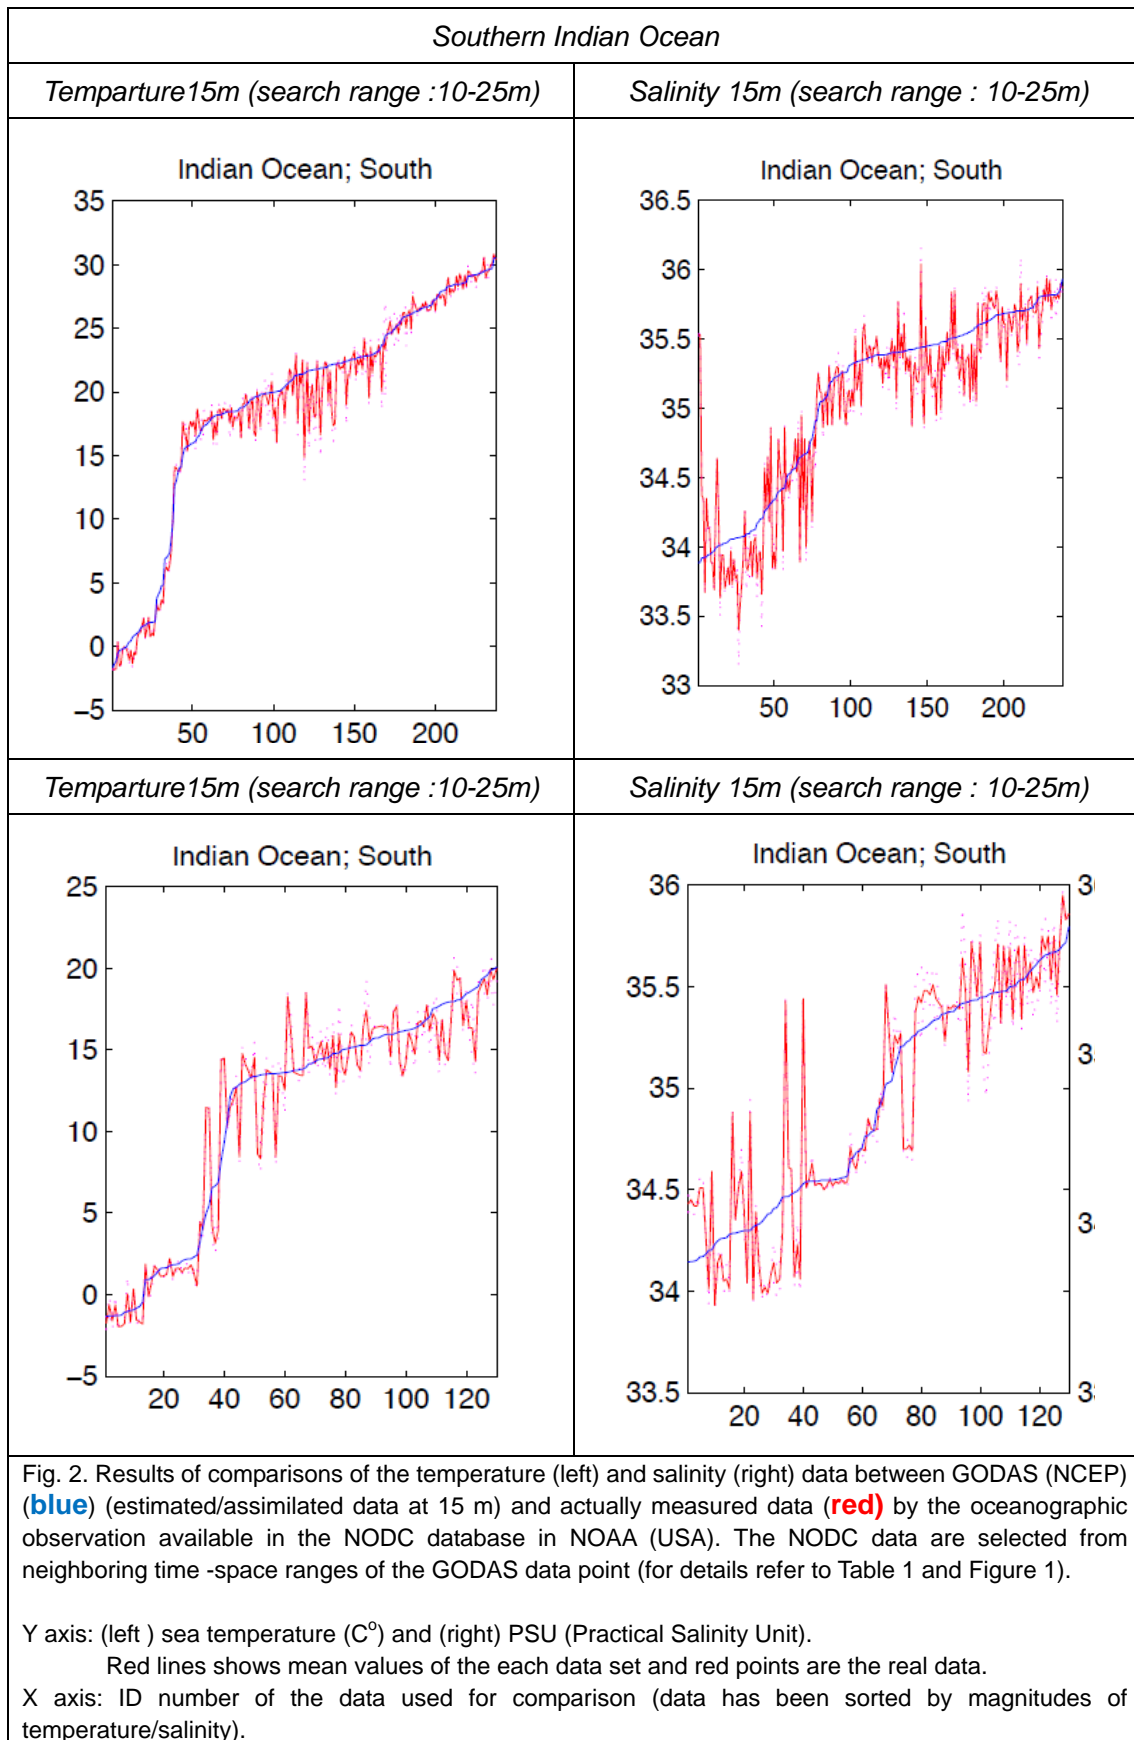 Southern Indian Ocean
Temparture15m (search range :10-25m)
Salinity 15m (search range : 10-25m)
Indian Ocean; South
35
30
25
20
15
10
5
0
−5
50 100 150 200
Indian Ocean; South
36.5
36
35.5
35
34.5
34
33.5
33
50 100 150 200
Temparture15m (search range :10-25m)
Salinity 15m (search range : 10-25m)
Indian Ocean; South
25
20
15
10
5
0
−5
20 40 60 80 100 120
Indian Ocean; South
36
35.5
35
34.5
34
33.5
20 40 60 80 100 120
Fig. 2. Results of comparisons of the temperature (left) and salinity (right) data between GODAS (NCEP)
(blue) (estimated/assimilated data at 15 m) and actually measured data (red) by the oceanographic
observation available in the NODC database in NOAA (USA). The NODC data are selected from
neighboring time -space ranges of the GODAS data point (for details refer to Table 1 and Figure 1).
Y axis: (left ) sea temperature (C°) and (right) PSU (Practical Salinity Unit).
Red lines shows mean values of the each data set and red points are the real data.
X axis: ID number of the data used for comparison (data has been sorted by magnitudes of
temperature/salinity).